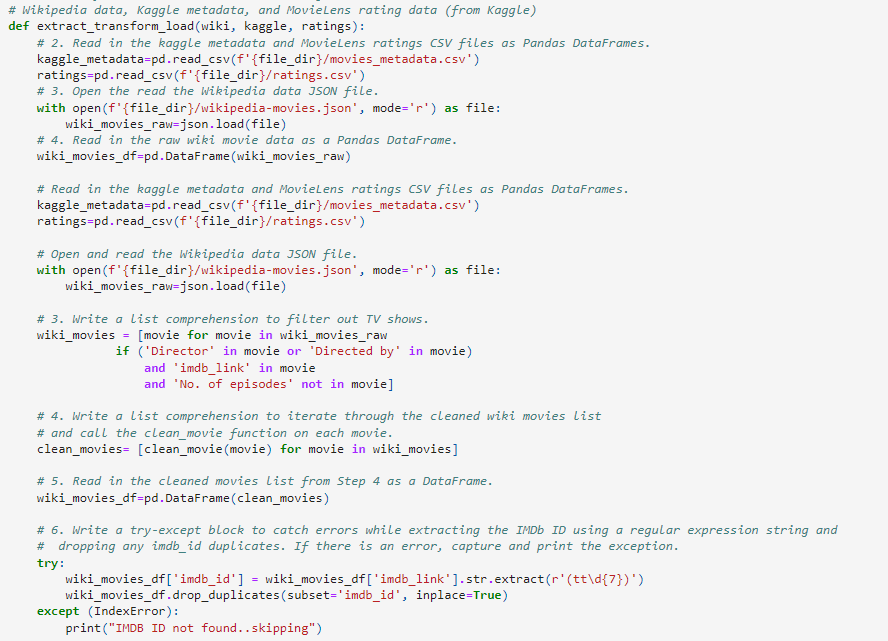 # Wikipedia data, Kaggle metadata, and MovieLens rating data (from Kaggle)
def extract_transform_load(wiki, kaggle, ratings):
    # 2. Read in the kaggle metadata and MovieLens ratings CSV files as Pandas DataFrames.
    kaggle_metadata=pd.read_csv(f'{file_dir}/movies_metadata.csv')
    ratings=pd.read_csv(f'{file_dir}/ratings.csv')
    # 3. Open the read the Wikipedia data JSON file.
    with open(f'{file_dir}/wikipedia-movies.json', mode='r') as file:
        wiki_movies_raw=json.load(file)
    # 4. Read in the raw wiki movie data as a Pandas DataFrame.
    wiki_movies_df=pd.DataFrame(wiki_movies_raw)

    # Read in the kaggle metadata and MovieLens ratings CSV files as Pandas DataFrames.
    kaggle_metadata=pd.read_csv(f'{file_dir}/movies_metadata.csv')
    ratings=pd.read_csv(f'{file_dir}/ratings.csv')

    # Open and read the Wikipedia data JSON file.
    with open(f'{file_dir}/wikipedia-movies.json', mode='r') as file:
        wiki_movies_raw=json.load(file)

    # 3. Write a list comprehension to filter out TV shows.
    wiki_movies = [movie for movie in wiki_movies_raw
               if ('Director' in movie or 'Directed by' in movie)
                   and 'imdb_link' in movie
                   and 'No. of episodes' not in movie]

    # 4. Write a list comprehension to iterate through the cleaned wiki movies list
    # and call the clean_movie function on each movie.
    clean_movies= [clean_movie(movie) for movie in wiki_movies]

    # 5. Read in the cleaned movies list from Step 4 as a DataFrame.
    wiki_movies_df=pd.DataFrame(clean_movies)

    # 6. Write a try-except block to catch errors while extracting the IMDb ID using a regular expression string and
    #  dropping any imdb_id duplicates. If there is an error, capture and print the exception.
    try:
        wiki_movies_df['imdb_id'] = wiki_movies_df['imdb_link'].str.extract(r'(tt\d{7})')
        wiki_movies_df.drop_duplicates(subset='imdb_id', inplace=True)
    except (IndexError):
        print("IMDB ID not found..skipping")